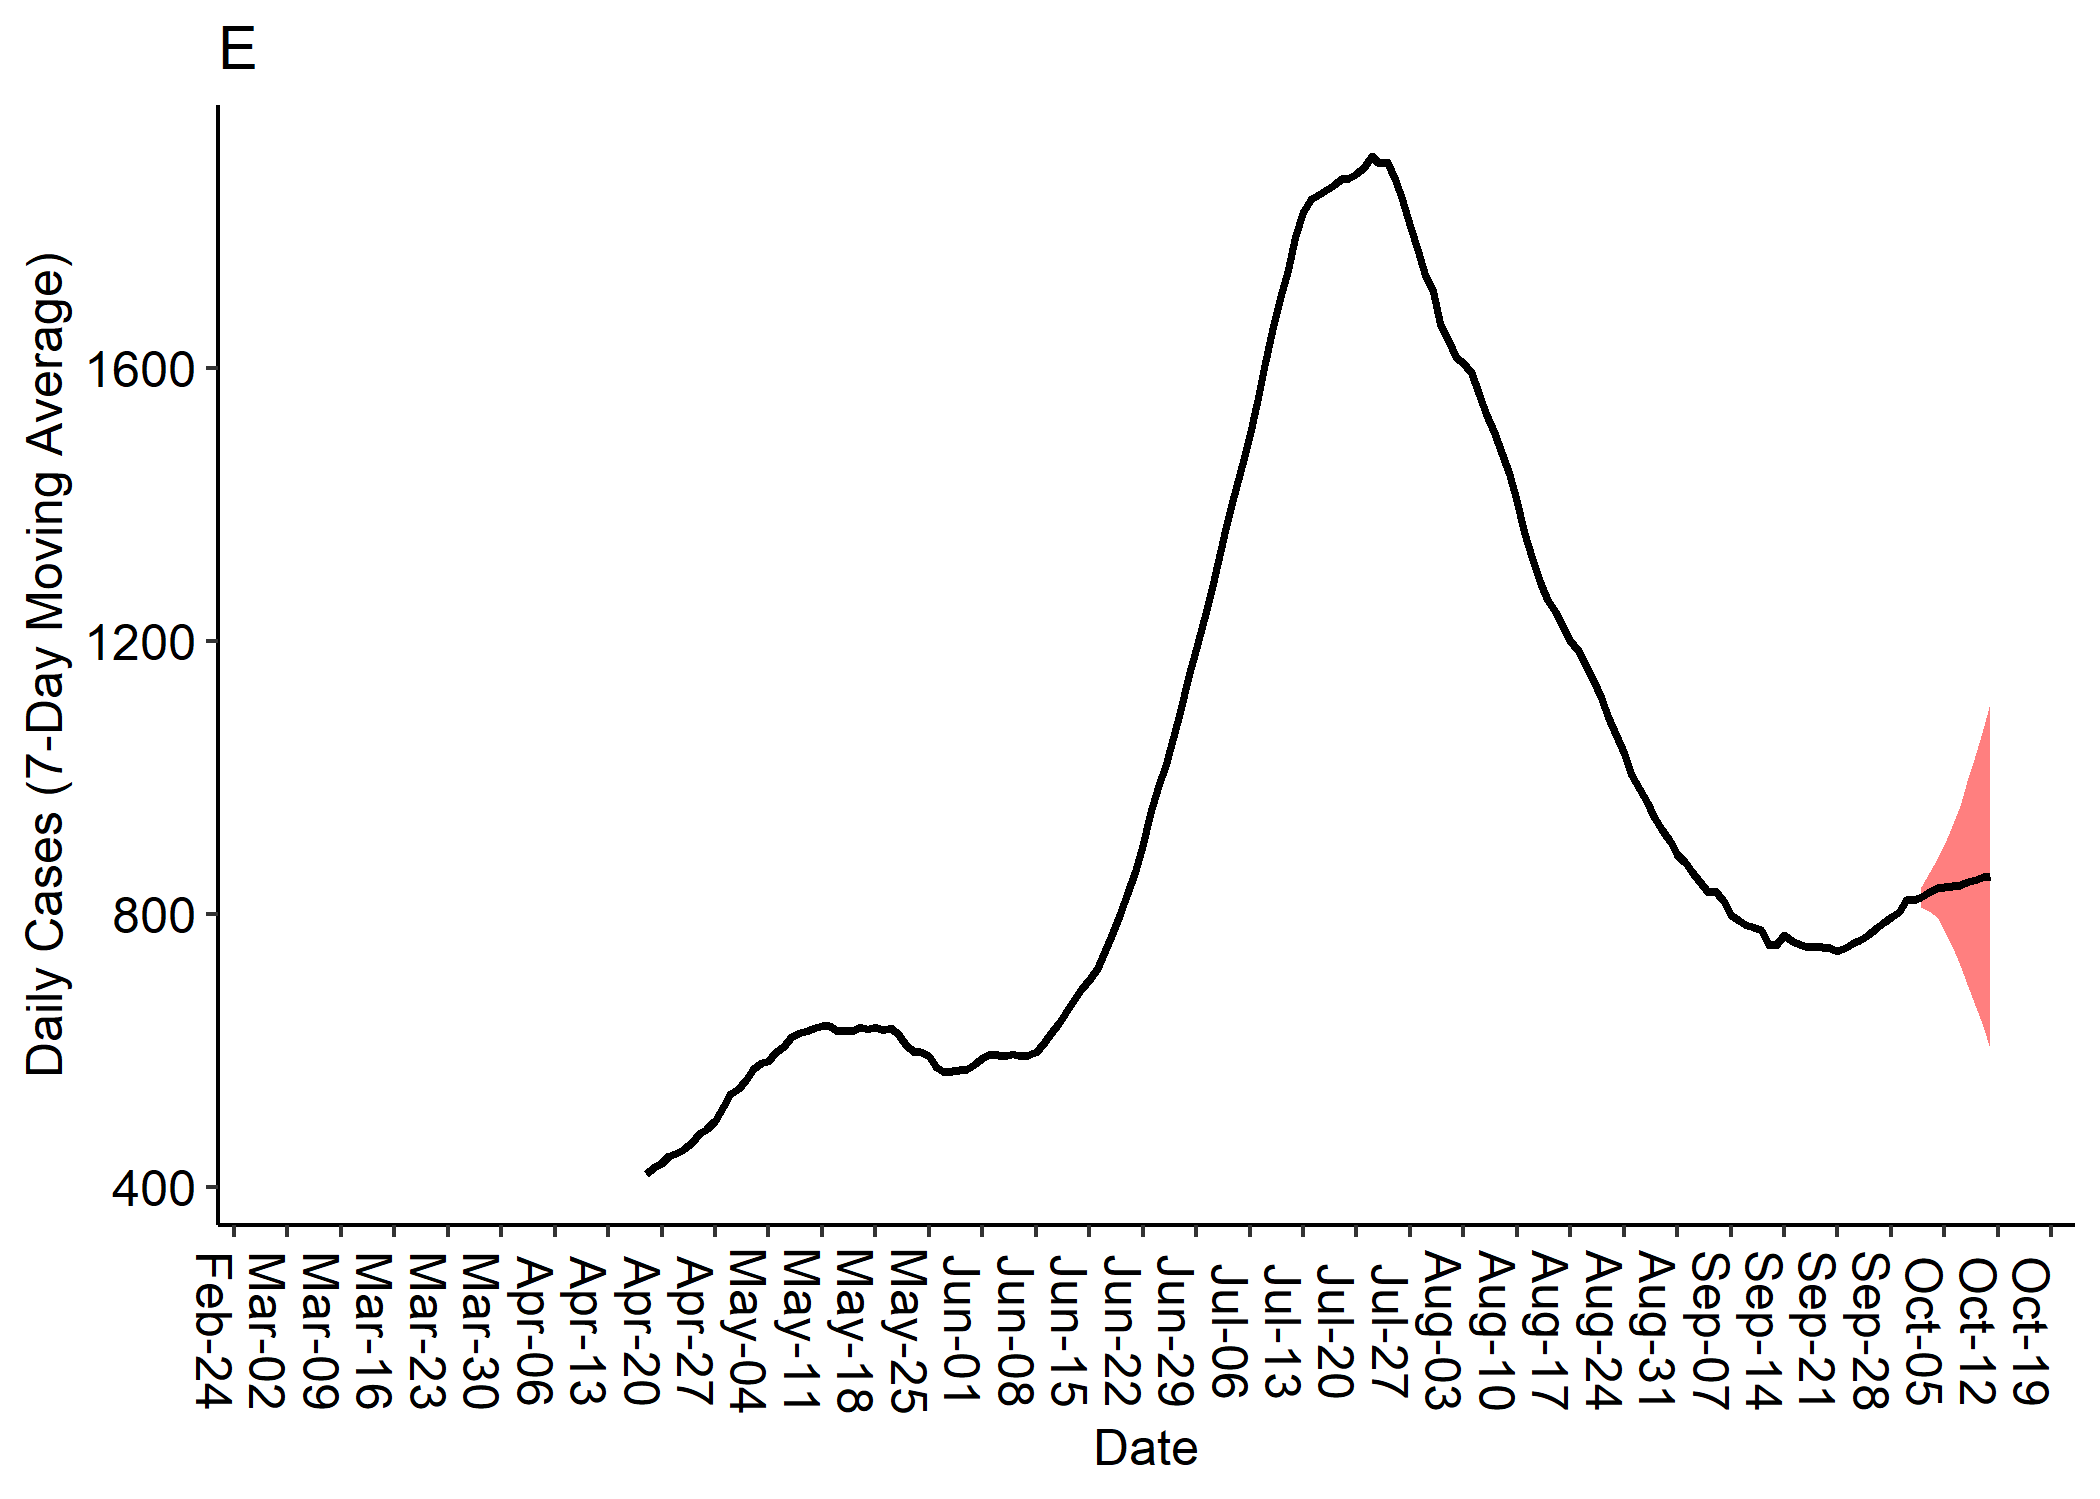 E
Daily Cases (7-Day Moving Average)
1600
1200
800
400
Feb-24
Mar-02
Mar-09
Mar-16
Mar-23
Mar-30
Apr-06
Apr-13
Apr-20
Apr-27
May-04
May-11
May-18
May-25
Jun-01
Jun-08
Jun-15
Jun-22
Jun-29
Jul-06
Jul-13
Jul-20
Jul-27
Aug-03
Aug-10
Aug-17
Aug-24
Aug-31
Sep-07
Sep-14
Sep-21
Sep-28
Oct-05
Oct-12
Oct-19
Date